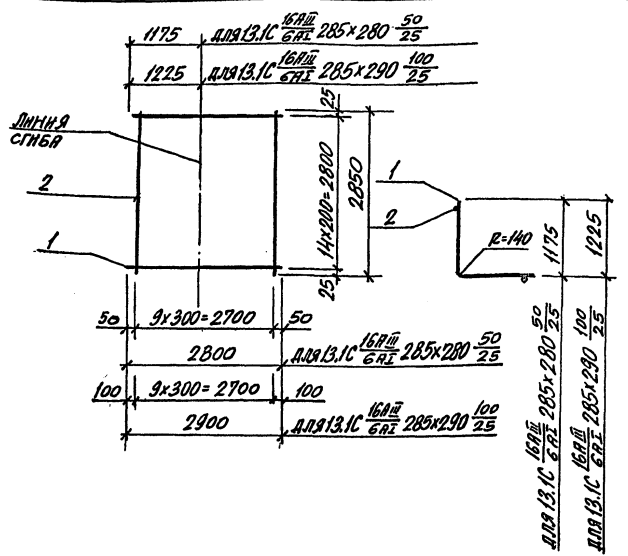 1175 для 13.1С 16АIII/6АI 285×280 50/25
1225 для 13.1С 16АIII/6АI 285×290 100/25
линия
сгиба
2
1
25
14×200=2800
2850
25
50 9×300=2700 50
2800 для 13.1С 16АIII/6АI 285×280 50/25
100 9×300=2700 100
2900 для 13.1С 16АIII/6АI 285×290 100/25
1
2
R=140
1175
1225
для 13.1С 16АIII/6АI 285×280 50/25
для 13.1С 16АIII/6АI 285×290 100/25